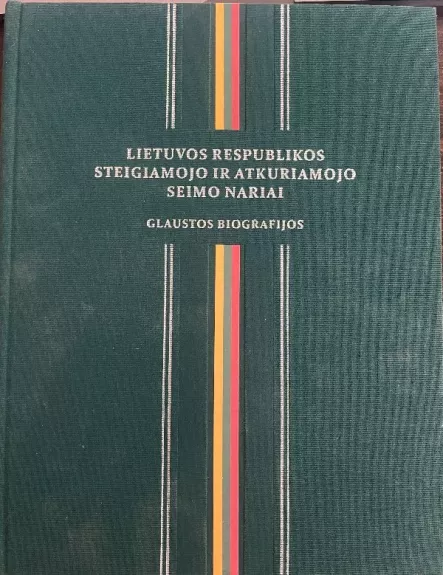 LIETUVOS RESPUBLIKOS
STEIGIAMOJO IR ATKURIAMOJO
SEIMO NARIAI
GLAUSTOS BIOGRAFIJOS